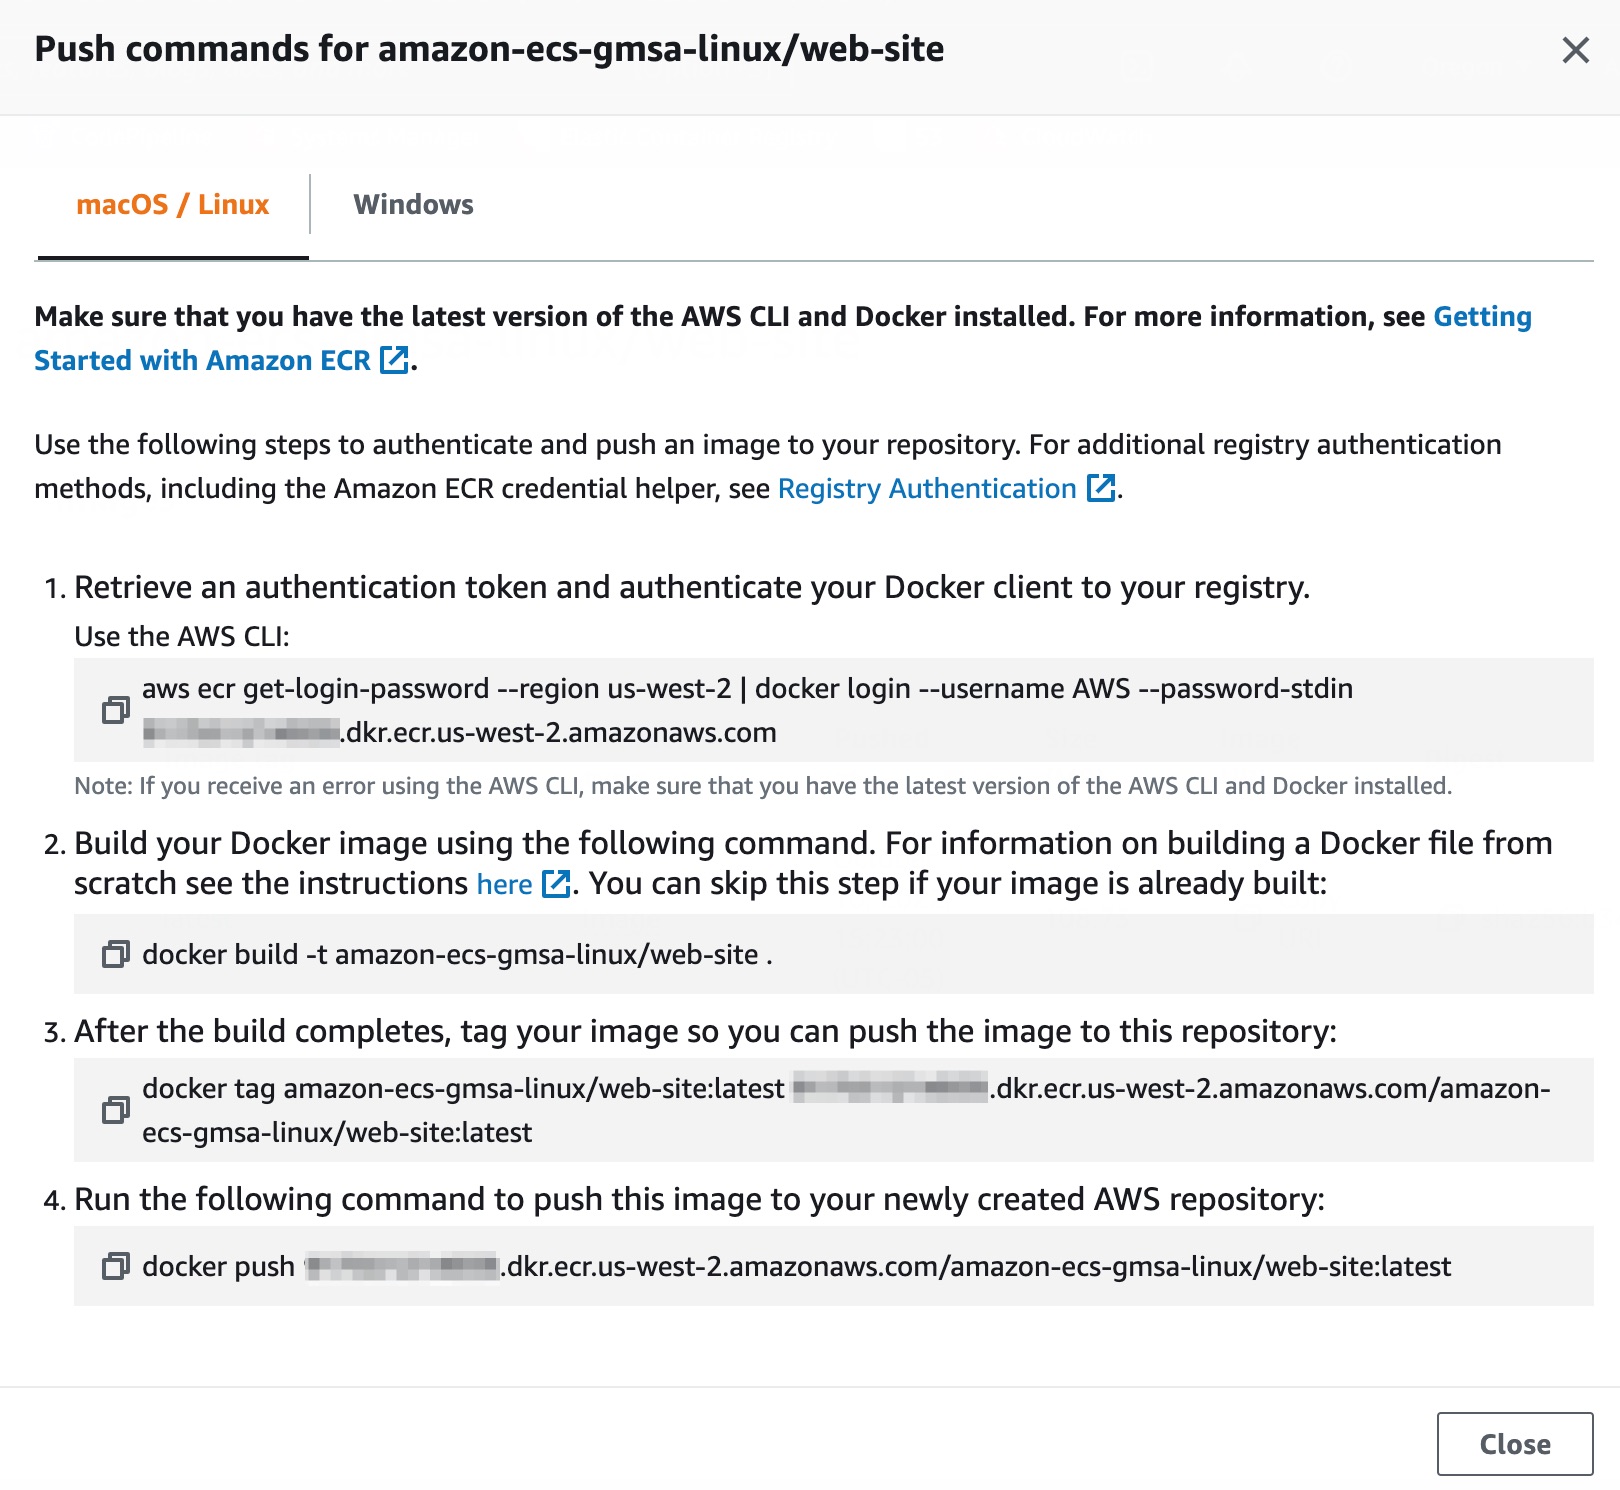 Push commands for amazon-ecs-gmsa-linux/web-site
macOS / Linux
Windows
Make sure that you have the latest version of the AWS CLI and Docker installed. For more information, see Getting
Started with Amazon ECR.
Use the following steps to authenticate and push an image to your repository. For additional registry authentication
methods, including the Amazon ECR credential helper, see Registry Authentication.
1. Retrieve an authentication token and authenticate your Docker client to your registry.
Use the AWS CLI:
aws ecr get-login-password --region us-west-2 | docker login --username AWS --password-stdin
.dkr.ecr.us-west-2.amazonaws.com
Note: If you receive an error using the AWS CLI, make sure that you have the latest version of the AWS CLI and Docker installed.
2. Build your Docker image using the following command. For information on building a Docker file from
scratch see the instructions here. You can skip this step if your image is already built:
docker build -t amazon-ecs-gmsa-linux/web-site .
3. After the build completes, tag your image so you can push the image to this repository:
docker tag amazon-ecs-gmsa-linux/web-site:latest .dkr.ecr.us-west-2.amazonaws.com/amazon-
ecs-gmsa-linux/web-site:latest
4. Run the following command to push this image to your newly created AWS repository:
docker push .dkr.ecr.us-west-2.amazonaws.com/amazon-ecs-gmsa-linux/web-site:latest
Close